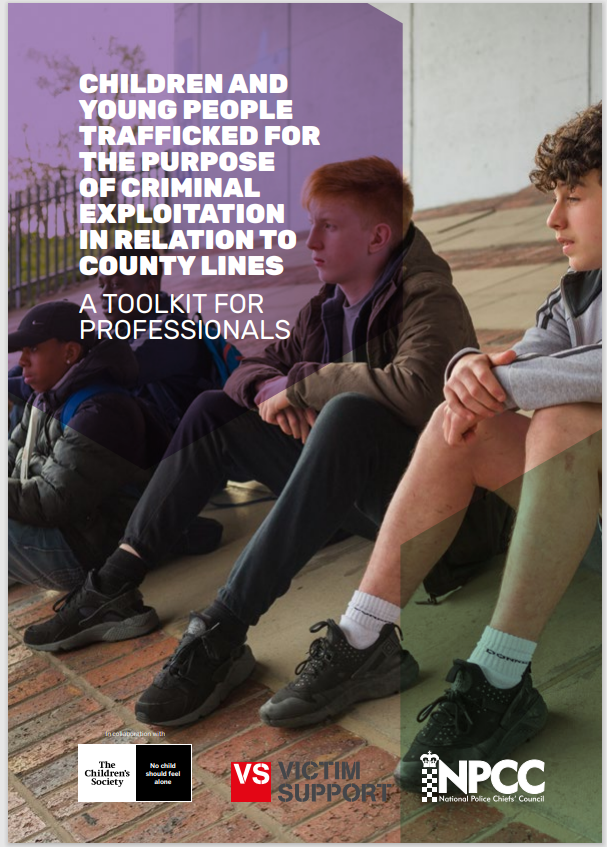 CHILDREN AND
YOUNG PEOPLE
TRAFFICKED FOR
THE PURPOSE
OF CRIMINAL
EXPLOITATION
IN RELATION TO
COUNTY LINES
A TOOLKIT FOR
PROFESSIONALS
In collaboration with
The
Children's
Society
No child
should feel
alone
VS VICTIM
SUPPORT
NPCC
National Police Chiefs' Council